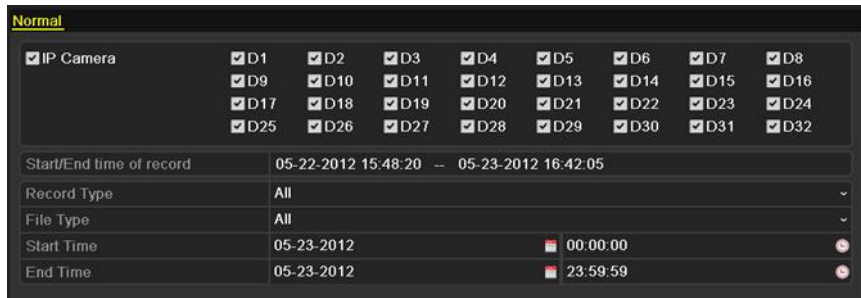 Normal
IP Camera D1 D2 D3 D4 D5 D6 D7 D8
D9 D10 D11 D12 D13 D14 D15 D16
D17 D18 D19 D20 D21 D22 D23 D24
D25 D26 D27 D28 D29 D30 D31 D32
Start/End time of record 05-22-2012 15:48:20 -- 05-23-2012 16:42:05
Record Type All
File Type All
Start Time 05-23-2012 00:00:00
End Time 05-23-2012 23:59:59